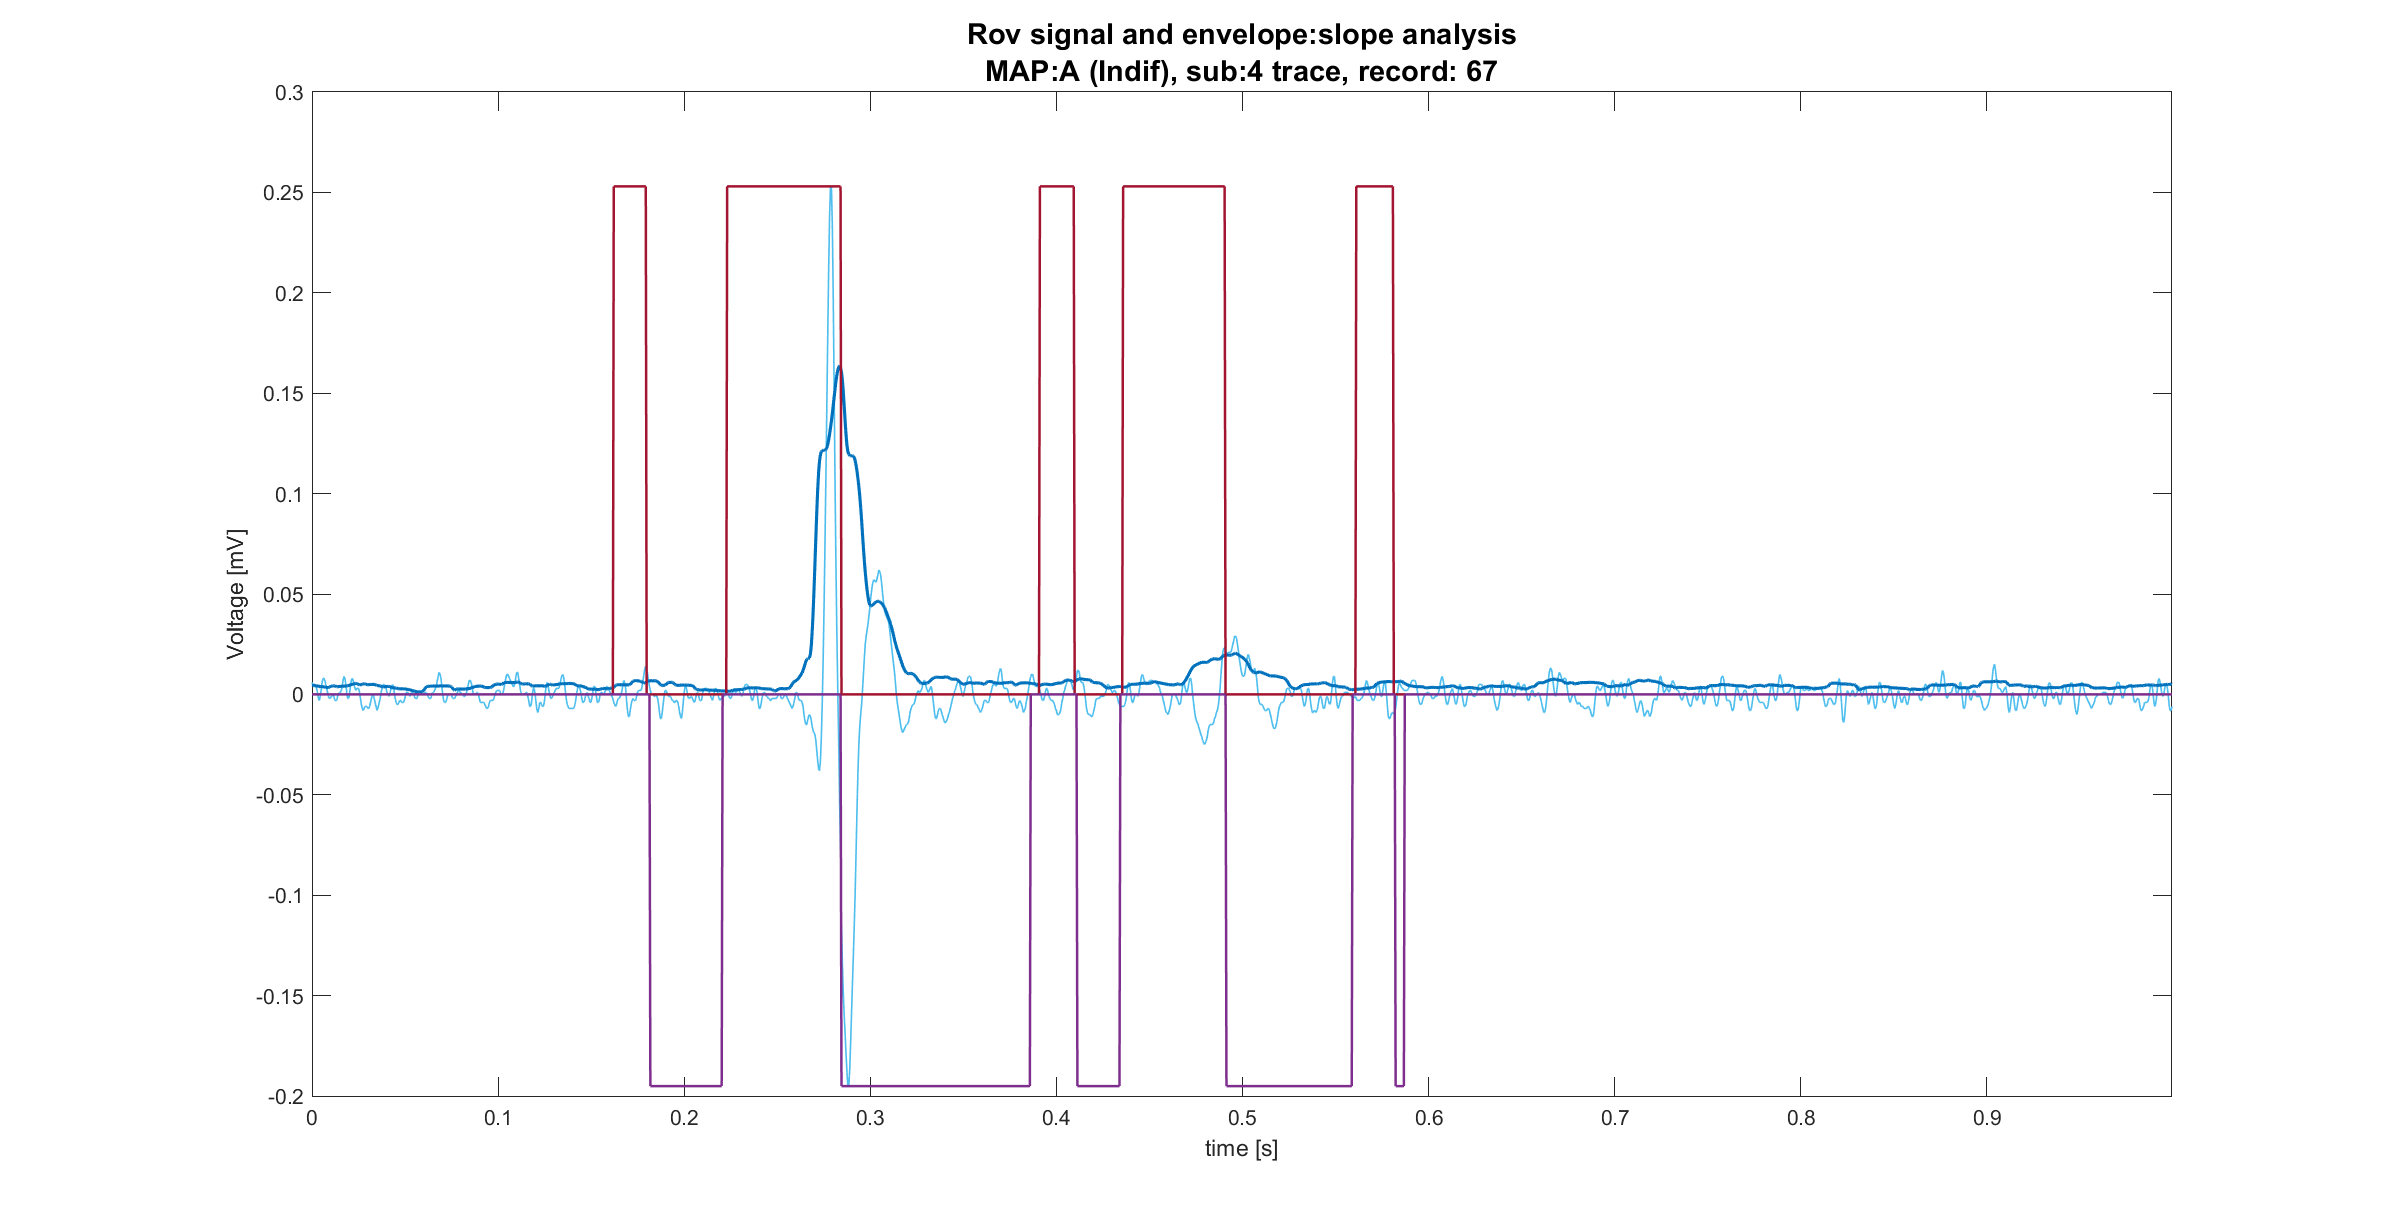 Rov signal and envelope:slope analysis
MAP:A (Indif), sub:4 trace, record: 67
0.3
0.25
0.2
0.15
0.1
0.05
0
-0.05
-0.1
-0.15
-0.2
Voltage [mV]
0 0.1 0.2 0.3 0.4 0.5 0.6 0.7 0.8 0.9
time [s]